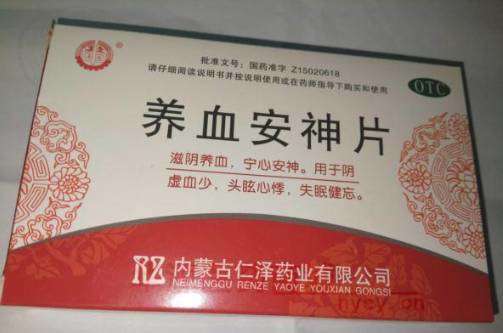 批准文号：国药准字 Z15020618
请仔细阅读说明书并按说明使用或在药师指导下购买和使用
OTC
养血安神片
滋阴养血，宁心安神。用于阴
虚血少，头眩心悸，失眠健忘。
RZ 内蒙古仁泽药业有限公司
NEIMENGGU RENZE YAOYE YOUXIAN GONGSI